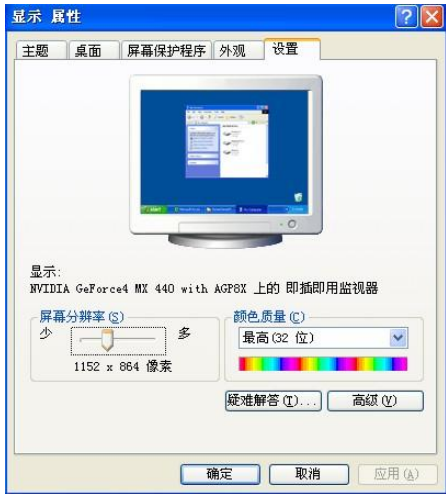 显示 属性
主题 桌面 屏幕保护程序 外观 设置
显示:
NVIDIA GeForce4 MX 440 with AGP8X 上的 即插即用监视器
屏幕分辨率(S)
少 多
1152 x 864 像素
颜色质量(C)
最高(32 位)
疑难解答(T)... 高级(V)
确定 取消 应用(A)